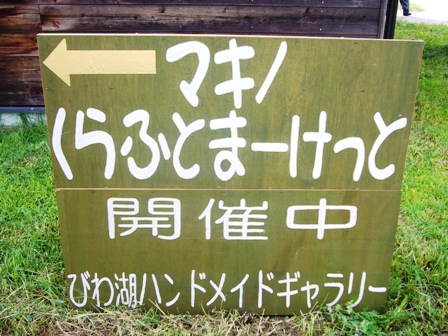 マキノ
くらふとまーけっと
開催中
びわ湖ハンドメイドギャラリー